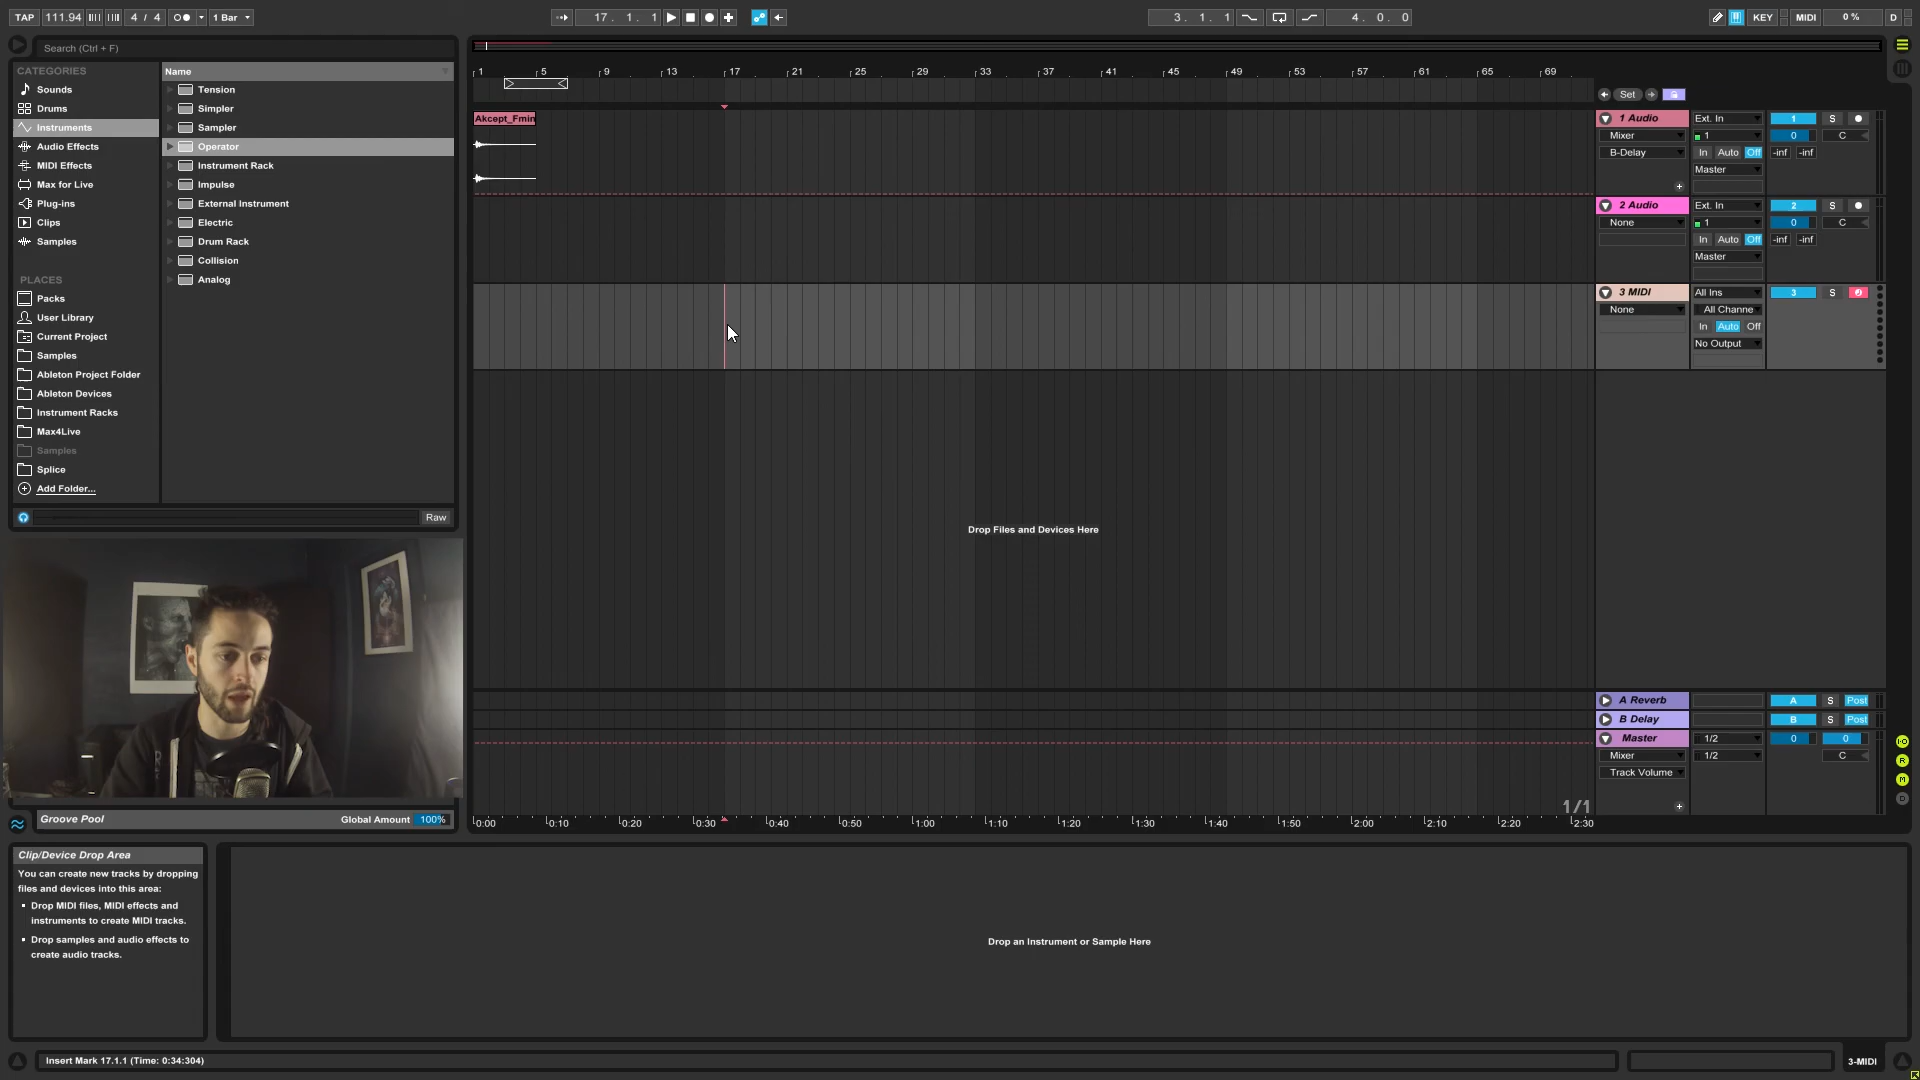 TAP 111.94 4 / 4 1 Bar 17. 1. 1 3. 1. 1 4. 0. 0 KEY MIDI 0 % D
Search (Ctrl + F)
CATEGORIES
Sounds
Drums
Instruments
Audio Effects
MIDI Effects
Max for Live
Plug-ins
Clips
Samples
PLACES
Packs
User Library
Current Project
Samples
Ableton Project Folder
Ableton Devices
Instrument Racks
Max4Live
Samples
Splice
Add Folder...
Name
Tension
Simpler
Sampler
Operator
Instrument Rack
Impulse
External Instrument
Electric
Drum Rack
Collision
Analog
Raw
Groove Pool Global Amount 100%
1 5 9 13 17 21 25 29 33 37 41 45 49 53 57 61 65 69
Set
Akcept_Fmin
1 Audio Ext. In 1 S
Mixer 1 0 C
B-Delay In Auto Off -inf -inf
Master
2 Audio Ext. In 2 S
None 1 0 C
In Auto Off -inf -inf
Master
3 MIDI All Ins 3 S
None All Channe
In Auto Off
No Output
Drop Files and Devices Here
A Reverb A S Post
B Delay B S Post
Master 1/2 0 0
Mixer 1/2 C
Track Volume
1/1
0:00 0:10 0:20 0:30 0:40 0:50 1:00 1:10 1:20 1:30 1:40 1:50 2:00 2:10 2:20 2:30
I·O
R
M
D
Clip/Device Drop Area
You can create new tracks by dropping
files and devices into this area:
Drop MIDI files, MIDI effects and
instruments to create MIDI tracks.
Drop samples and audio effects to
create audio tracks.
Drop an Instrument or Sample Here
Insert Mark 17.1.1 (Time: 0:34:304)
3-MIDI